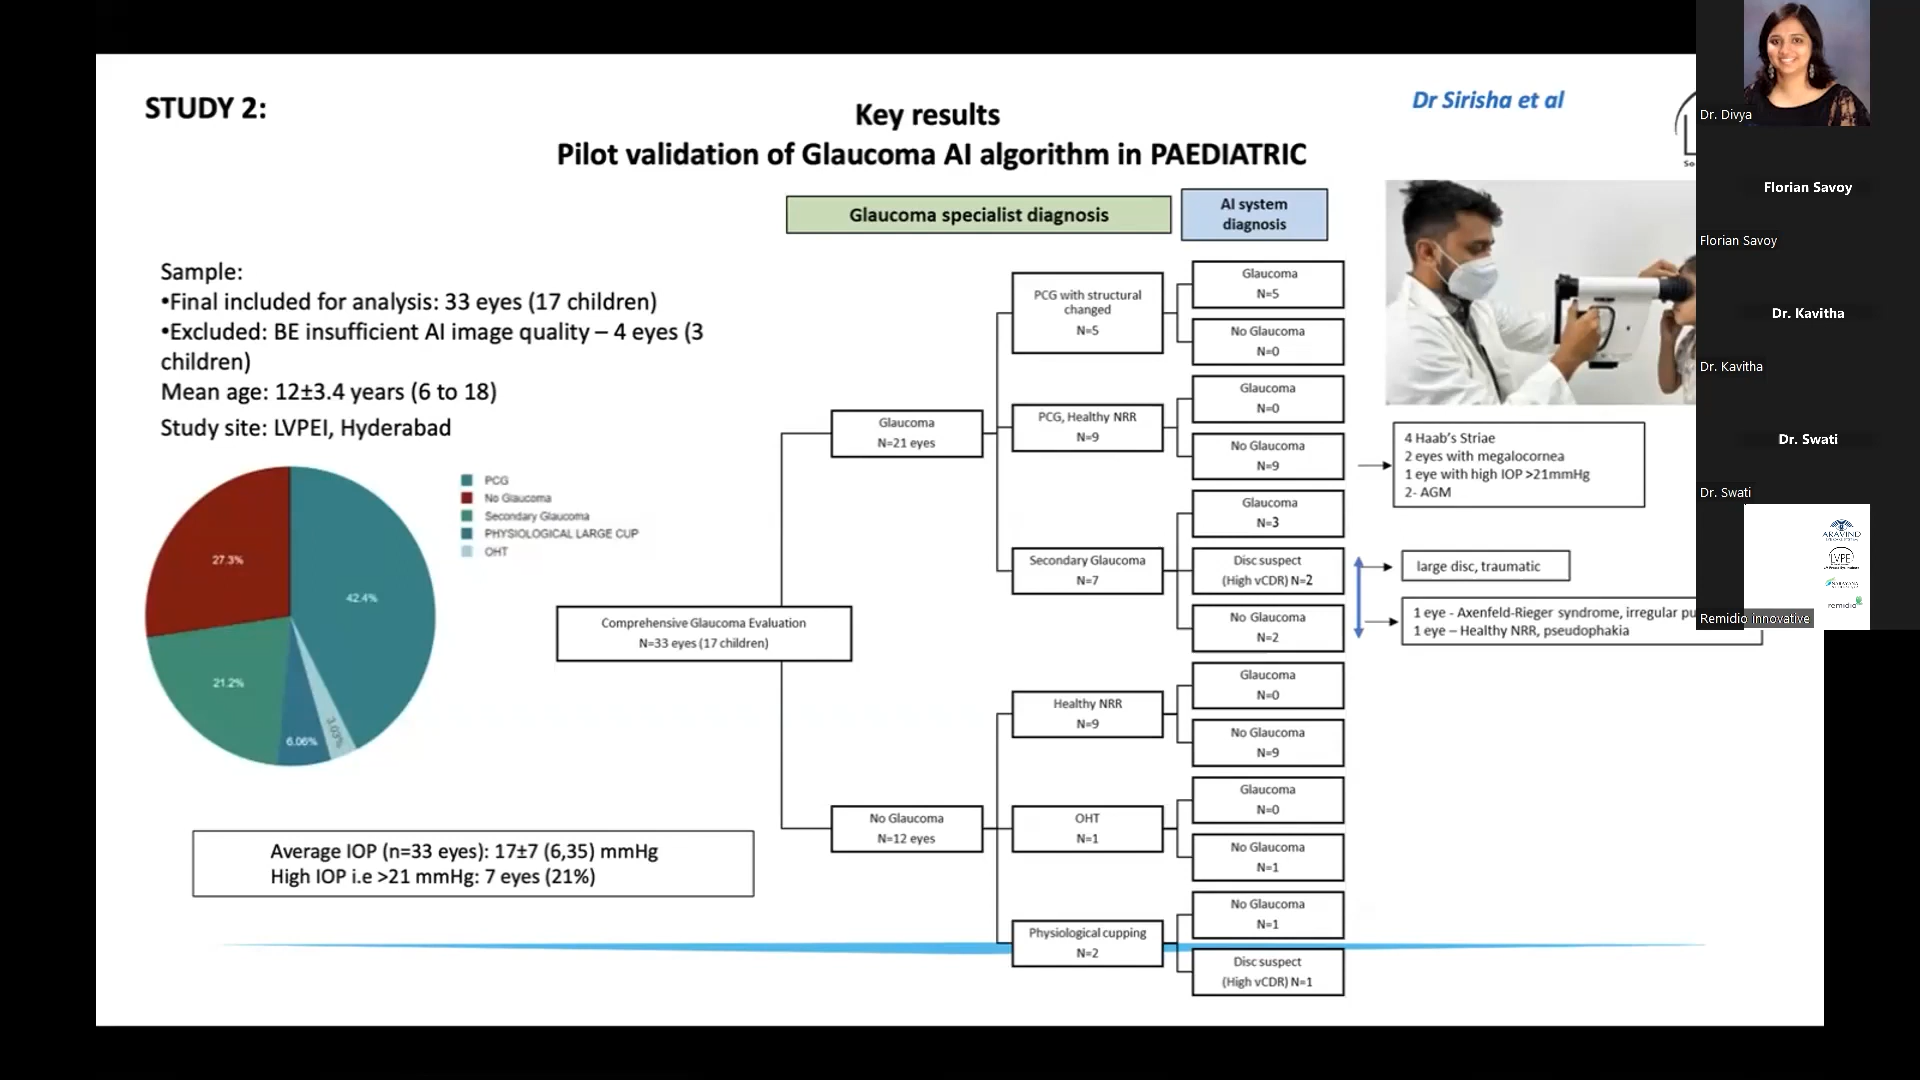 STUDY 2:
Key results
Pilot validation of Glaucoma AI algorithm in PAEDIATRIC
Dr Sirisha et al
Sample:
•Final included for analysis: 33 eyes (17 children)
•Excluded: BE insufficient AI image quality – 4 eyes (3
children)
Mean age: 12±3.4 years (6 to 18)
Study site: LVPEI, Hyderabad
PCG
No Glaucoma
Secondary Glaucoma
PHYSIOLOGICAL LARGE CUP
OHT
27.3%
42.4%
21.2%
6.06%
3.03%
Average IOP (n=33 eyes): 17±7 (6,35) mmHg
High IOP i.e >21 mmHg: 7 eyes (21%)
Glaucoma specialist diagnosis
AI system
diagnosis
Comprehensive Glaucoma Evaluation
N=33 eyes (17 children)
Glaucoma
N=21 eyes
No Glaucoma
N=12 eyes
PCG with structural
changed
N=5
PCG, Healthy NRR
N=9
Secondary Glaucoma
N=7
Healthy NRR
N=9
OHT
N=1
Physiological cupping
N=2
Glaucoma
N=5
No Glaucoma
N=0
Glaucoma
N=0
No Glaucoma
N=9
Glaucoma
N=3
Disc suspect
(High vCDR) N=2
No Glaucoma
N=2
Glaucoma
N=0
No Glaucoma
N=9
Glaucoma
N=0
No Glaucoma
N=1
No Glaucoma
N=1
Disc suspect
(High vCDR) N=1
4 Haab's Striae
2 eyes with megalocornea
1 eye with high IOP >21mmHg
2- AGM
large disc, traumatic
1 eye - Axenfeld-Rieger syndrome, irregular
1 eye – Healthy NRR, pseudophakia
Dr. Divya
Florian Savoy
Florian Savoy
Dr. Kavitha
Dr. Kavitha
Dr. Swati
Dr. Swati
ARAVIND
LVPE
remidio
Remidio innovative